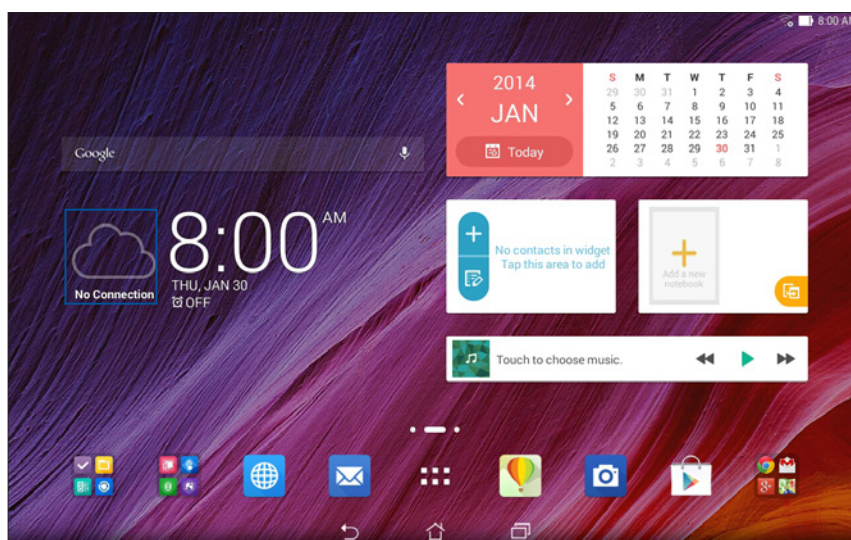 8:00 AM
2014
JAN
Today
S M T W T F S
29 30 31 1 2 3 4
5 6 7 8 9 10 11
12 13 14 15 16 17 18
19 20 21 22 23 24 25
26 27 28 29 30 31 1
2 3 4 5 6 7 8
Google
8:00 AM
THU, JAN 30
OFF
No Connection
No contacts in widget
Tap this area to add
Add a new
notebook
Touch to choose music.